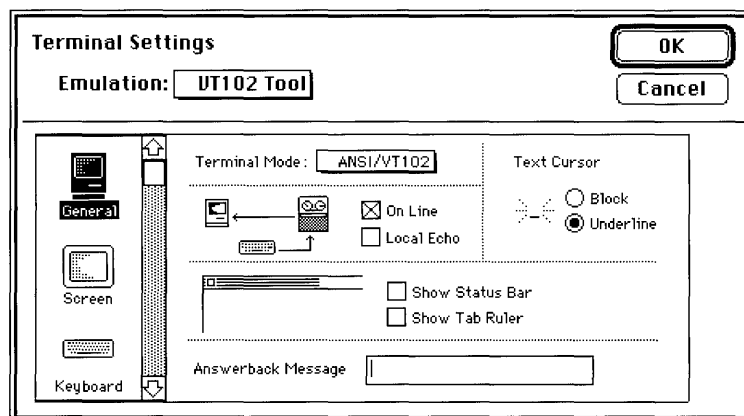 Terminal Settings
OK
Emulation: VT102 Tool
Cancel
General
Screen
Keyboard
Terminal Mode: ANSI/VT102
On Line
Local Echo
Text Cursor
Block
Underline
Show Status Bar
Show Tab Ruler
Answerback Message